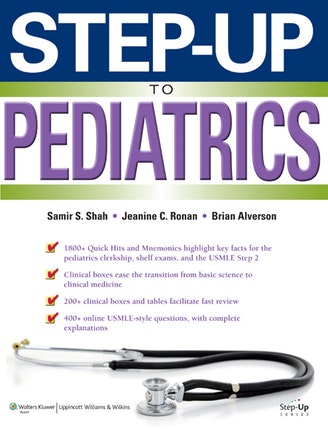 STEP-UP
TO
PEDIATRICS
Samir S. Shah • Jeanine C. Ronan • Brian Alverson
1800+ Quick Hits and Mnemonics highlight key facts for the
pediatrics clerkship, shelf exams, and the USMLE Step 2
Clinical boxes ease the transition from basic science to
clinical medicine
200+ clinical boxes and tables facilitate fast review
400+ online USMLE-style questions, with complete
explanations
Wolters Kluwer | Lippincott Williams & Wilkins
Health
Step-Up
SERIES